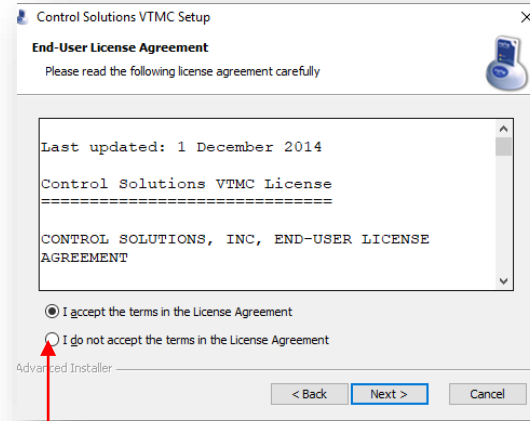 Control Solutions VTMC Setup
End-User License Agreement
Please read the following license agreement carefully
Last updated: 1 December 2014
Control Solutions VTMC License
==============================
CONTROL SOLUTIONS, INC, END-USER LICENSE
AGREEMENT
I accept the terms in the License Agreement
I do not accept the terms in the License Agreement
Advanced Installer
< Back Next > Cancel